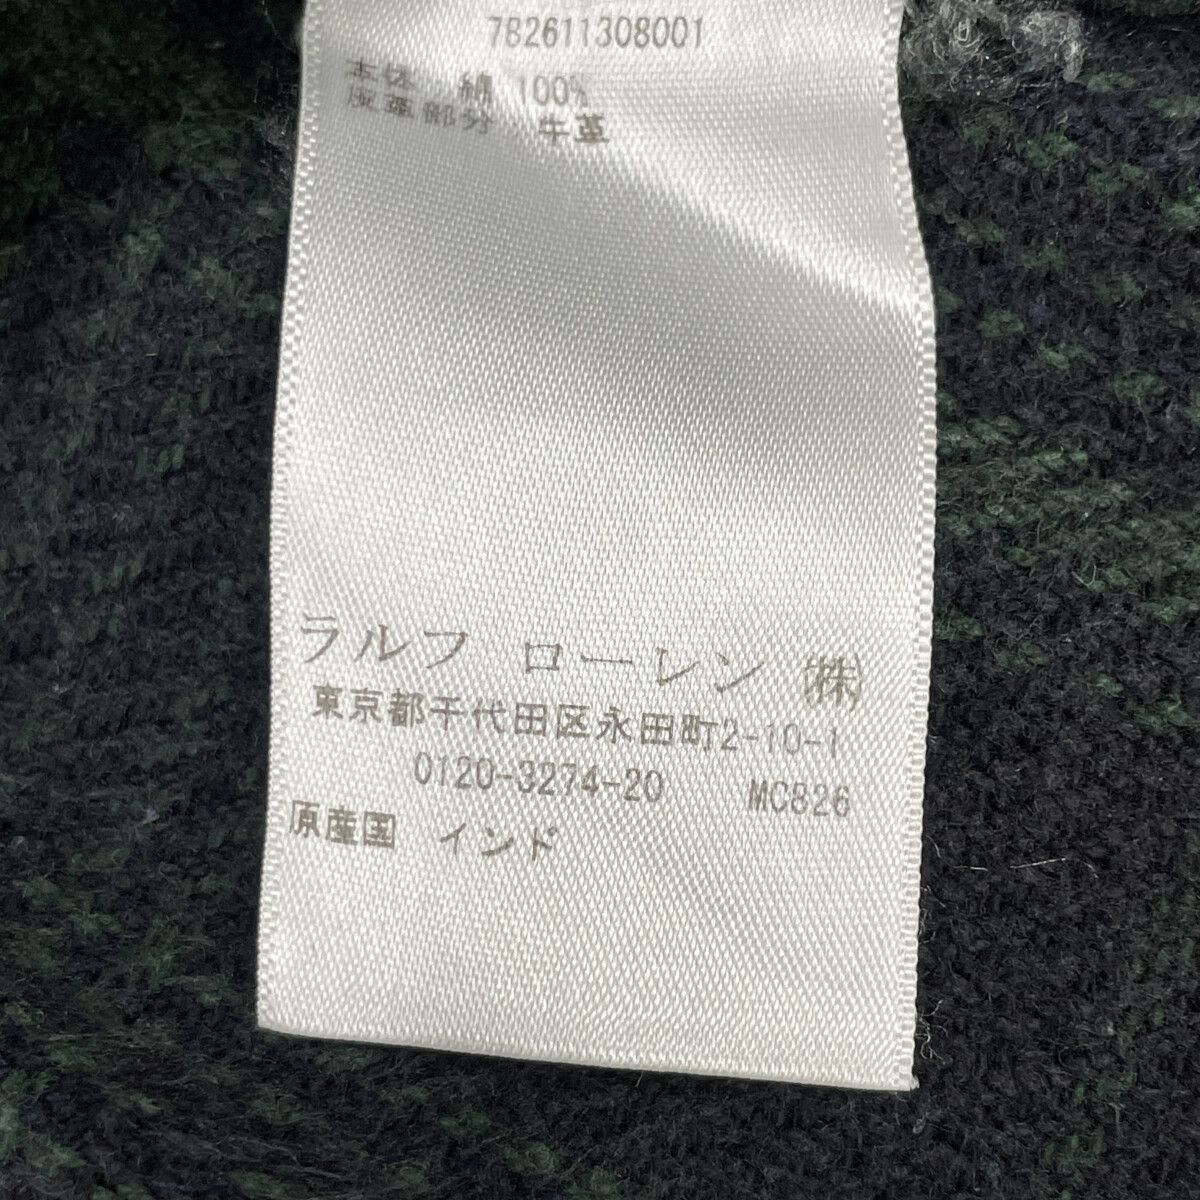 7B2611308001
本体 綿 100%
皮革部分 牛革
ラルフ ローレン ㈱
東京都千代田区永田町2-10-1
0120-3274-20 MC826
原産国 インド